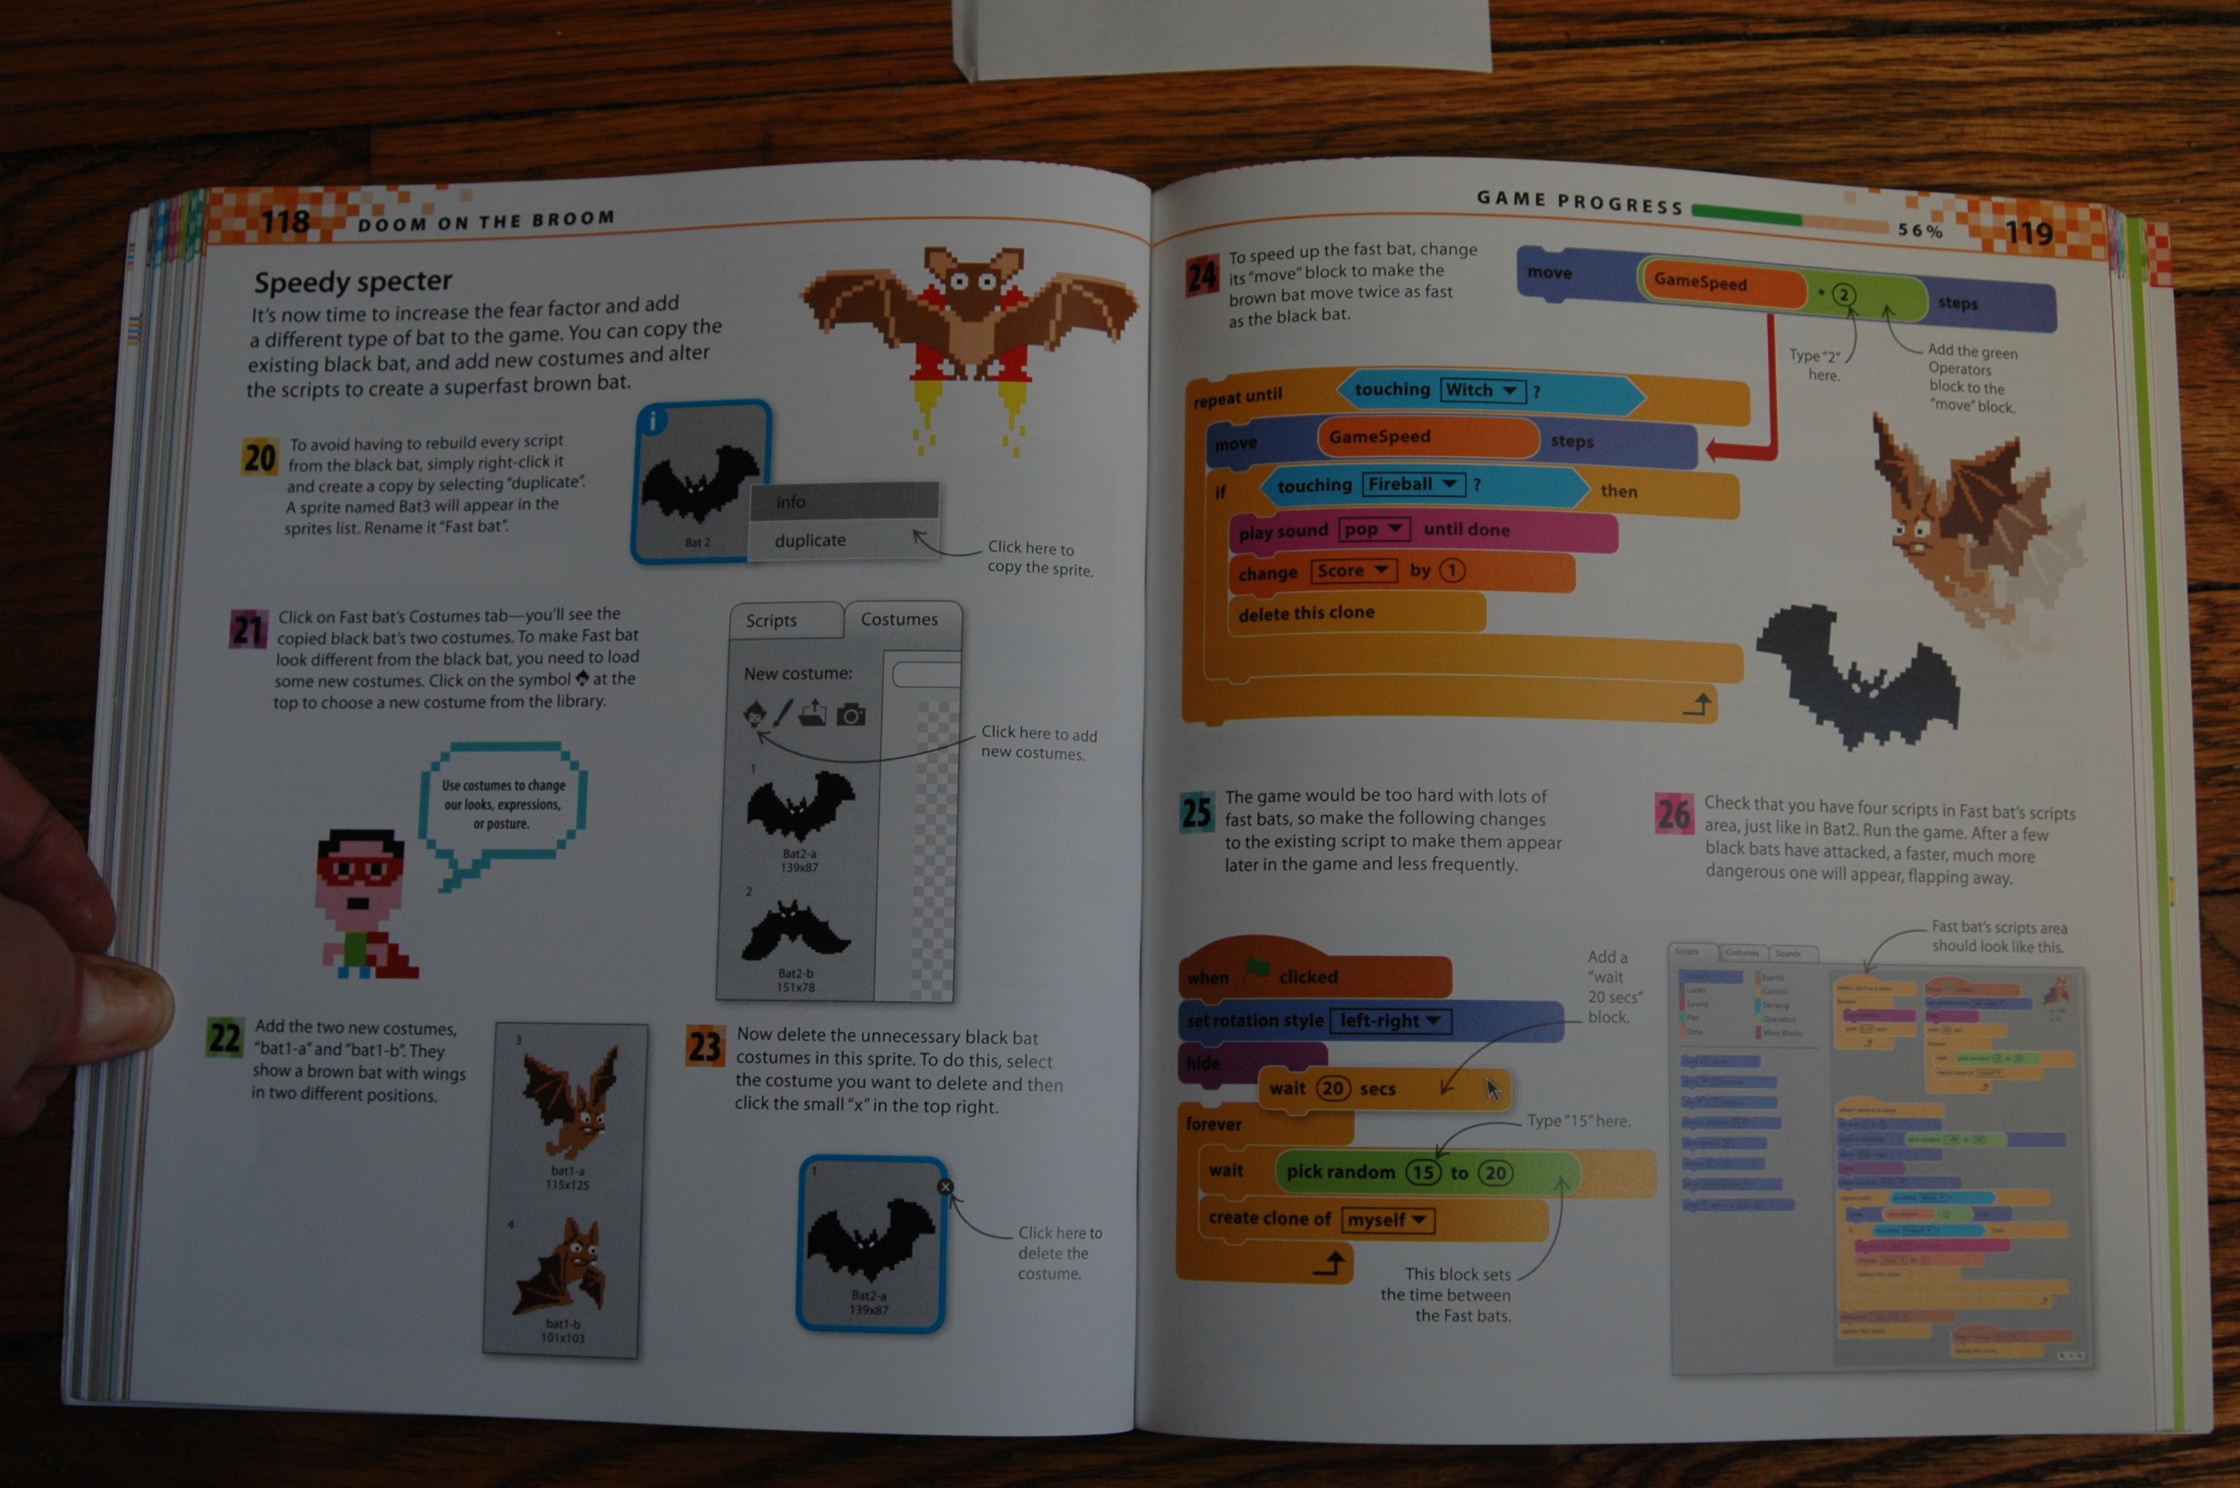 118 DOOM ON THE BROOM
Speedy specter
It's now time to increase the fear factor and add
a different type of bat to the game. You can copy the
existing black bat, and add new costumes and alter
the scripts to create a superfast brown bat.
20
To avoid having to rebuild every script
from the black bat, simply right-click it
and create a copy by selecting "duplicate".
A sprite named Bat3 will appear in the
sprites list. Rename it "Fast bat".
i
Bat 2
info
duplicate
Click here to
copy the sprite.
21
Click on Fast bat's Costumes tab—you'll see the
copied black bat's two costumes. To make Fast bat
look different from the black bat, you need to load
some new costumes. Click on the symbol at the
top to choose a new costume from the library.
Scripts Costumes
New costume:
Click here to add
new costumes.
1
Bat2-a
139x87
2
Bat2-b
151x78
Use costumes to change
our looks, expressions,
or posture.
22
Add the two new costumes,
"bat1-a" and "bat1-b". They
show a brown bat with wings
in two different positions.
3
bat1-a
115x125
4
bat1-b
101x103
23
Now delete the unnecessary black bat
costumes in this sprite. To do this, select
the costume you want to delete and then
click the small "x" in the top right.
1
Bat2-a
139x87
Click here to
delete the
costume.
GAME PROGRESS 56% 119
24
To speed up the fast bat, change
its "move" block to make the
brown bat move twice as fast
as the black bat.
move GameSpeed * 2 steps
Type "2"
here.
Add the green
Operators
block to the
"move" block.
repeat until touching Witch ?
move GameSpeed steps
if touching Fireball ? then
play sound pop until done
change Score by 1
delete this clone
25
The game would be too hard with lots of
fast bats, so make the following changes
to the existing script to make them appear
later in the game and less frequently.
when clicked
set rotation style left-right
hide
wait 20 secs
forever
wait pick random 15 to 20
create clone of myself
Add a
"wait
20 secs"
block.
Type "15" here.
This block sets
the time between
the Fast bats.
26
Check that you have four scripts in Fast bat's scripts
area, just like in Bat2. Run the game. After a few
black bats have attacked, a faster, much more
dangerous one will appear, flapping away.
Fast bat's scripts area
should look like this.
Scripts Costumes Sounds
Looks Events
Sound Control
Pen Sensing
Data Operators
More Blocks